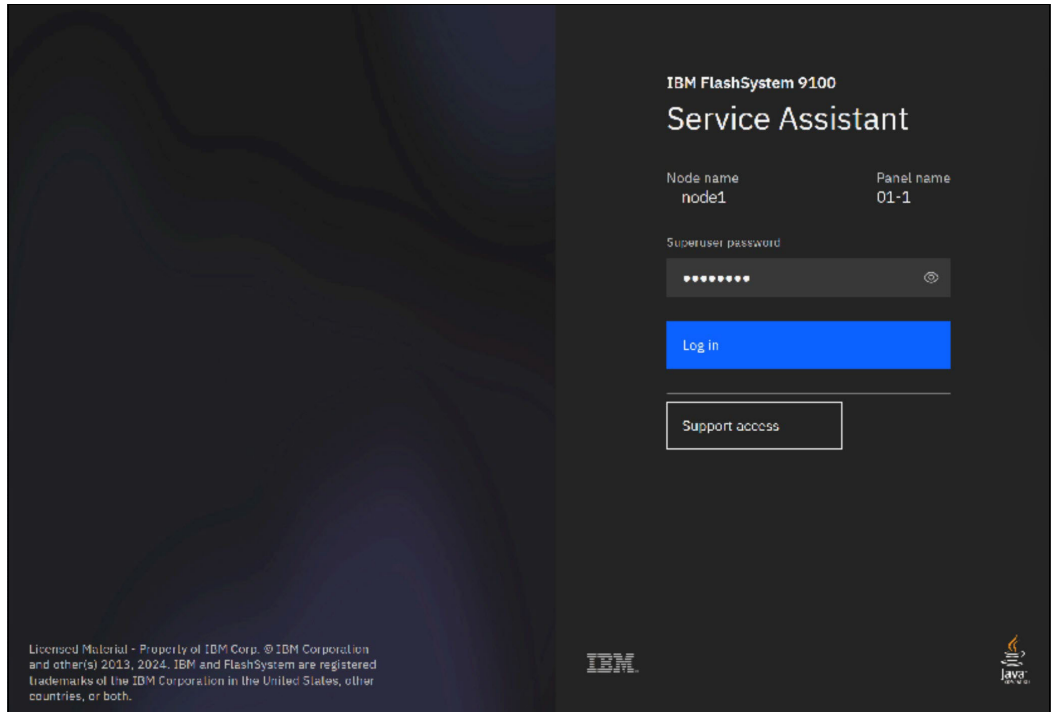 IBM FlashSystem 9100
Service Assistant
Node name Panel name
node1 01-1
Superuser password
••••••••
Log in
Support access
Licensed Material - Property of IBM Corp. © IBM Corporation
and other(s) 2013, 2024. IBM and FlashSystem are registered
trademarks of the IBM Corporation in the United States, other
countries, or both.
IBM
Java